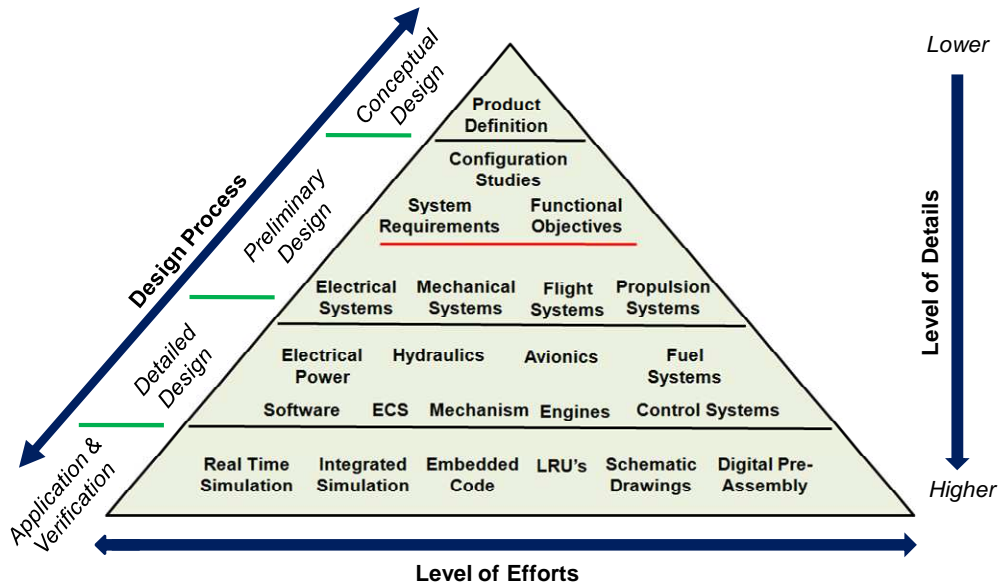 Lower
Conceptual
Design
Product
Definition
Configuration
Studies
System
Requirements
Functional
Objectives
Design Process
Preliminary
Design
Level of Details
Electrical
Systems
Mechanical
Systems
Flight
Systems
Propulsion
Systems
Detailed
Design
Electrical
Power
Hydraulics
Avionics
Fuel
Systems
Software
ECS
Mechanism
Engines
Control Systems
Application &
Verification
Real Time
Simulation
Integrated
Simulation
Embedded
Code
LRU's
Schematic
Drawings
Digital Pre-
Assembly
Higher
Level of Efforts